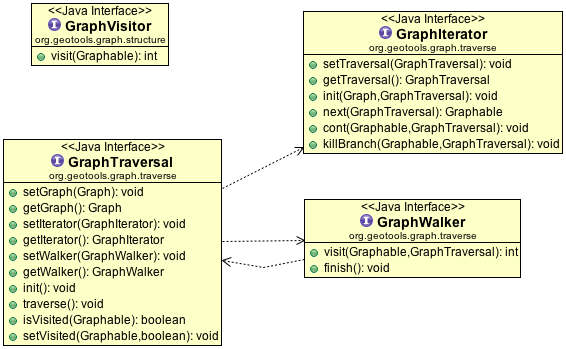 <<Java Interface>>
GraphVisitor
org.geotools.graph.structure
visit(Graphable): int
<<Java Interface>>
GraphIterator
org.geotools.graph.traverse
setTraversal(GraphTraversal): void
getTraversal(): GraphTraversal
init(Graph,GraphTraversal): void
next(GraphTraversal): Graphable
cont(Graphable,GraphTraversal): void
killBranch(Graphable,GraphTraversal): void
<<Java Interface>>
GraphTraversal
org.geotools.graph.traverse
setGraph(Graph): void
getGraph(): Graph
setIterator(GraphIterator): void
getIterator(): GraphIterator
setWalker(GraphWalker): void
getWalker(): GraphWalker
init(): void
traverse(): void
isVisited(Graphable): boolean
setVisited(Graphable,boolean): void
<<Java Interface>>
GraphWalker
org.geotools.graph.traverse
visit(Graphable,GraphTraversal): int
finish(): void